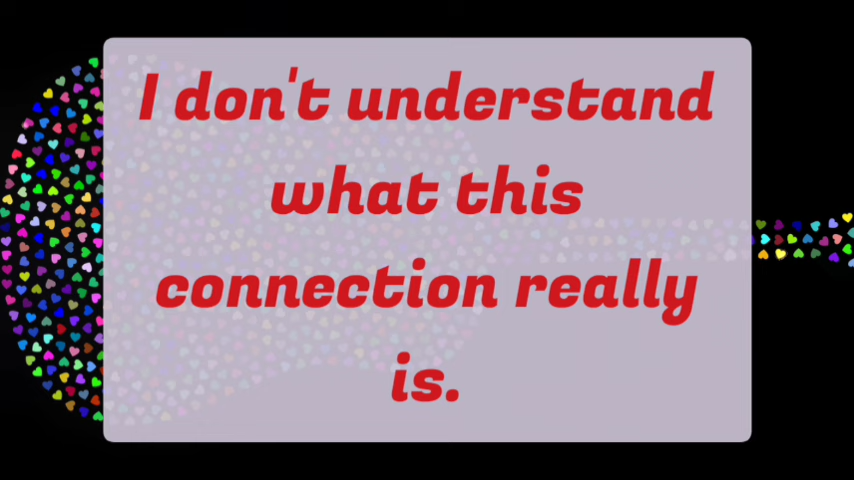 I don't understand
what this
connection really
is.